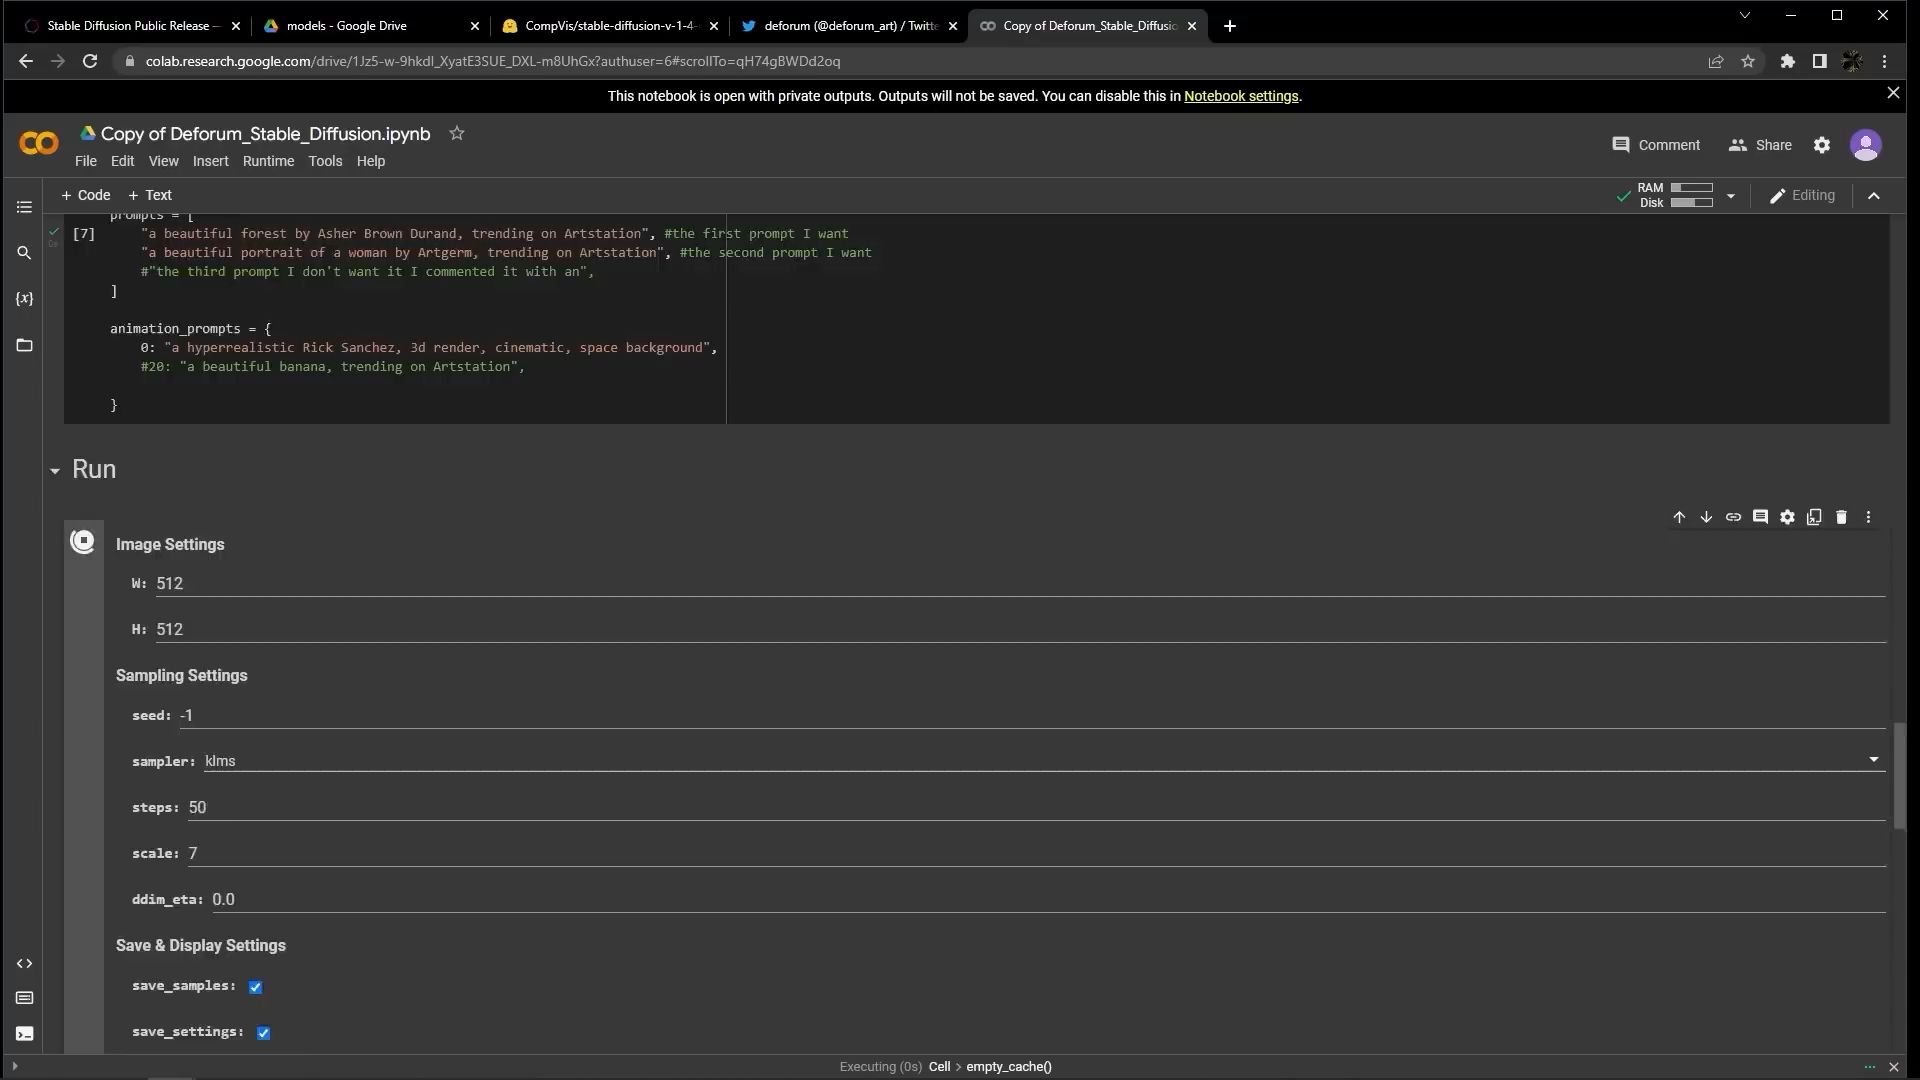 Stable Diffusion Public Release —
models - Google Drive
CompVis/stable-diffusion-v-1-4-
deforum (@deforum_art) / Twitte
Copy of Deforum_Stable_Diffusio
colab.research.google.com/drive/1Jz5-w-9hkdl_XyatE3SUE_DXL-m8UhGx?authuser=6#scrollTo=qH74gBWDd2oq
This notebook is open with private outputs. Outputs will not be saved. You can disable this in Notebook settings.
Copy of Deforum_Stable_Diffusion.ipynb
Comment
Share
File Edit View Insert Runtime Tools Help
+ Code + Text
RAM
Disk
Editing
prompts = [
[7] "a beautiful forest by Asher Brown Durand, trending on Artstation", #the first prompt I want
"a beautiful portrait of a woman by Artgerm, trending on Artstation", #the second prompt I want
#"the third prompt I don't want it I commented it with an",
]
animation_prompts = {
0: "a hyperrealistic Rick Sanchez, 3d render, cinematic, space background",
#20: "a beautiful banana, trending on Artstation",
}
Run
Image Settings
W: 512
H: 512
Sampling Settings
seed: -1
sampler: klms
steps: 50
scale: 7
ddim_eta: 0.0
Save & Display Settings
save_samples:
save_settings:
Executing (0s) Cell > empty_cache()